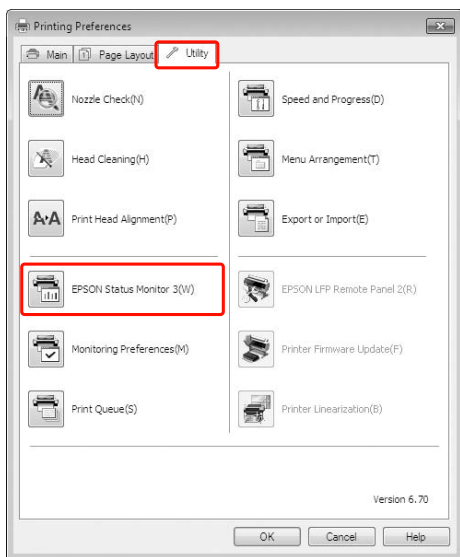 Printing Preferences
Main
Page Layout
Utility
Nozzle Check(N)
Speed and Progress(D)
Head Cleaning(H)
Menu Arrangement(T)
A·A
Print Head Alignment(P)
Export or Import(E)
EPSON Status Monitor 3(W)
EPSON LFP Remote Panel 2(R)
Monitoring Preferences(M)
Printer Firmware Update(F)
Print Queue(S)
Printer Linearization(B)
Version 6.70
OK
Cancel
Help